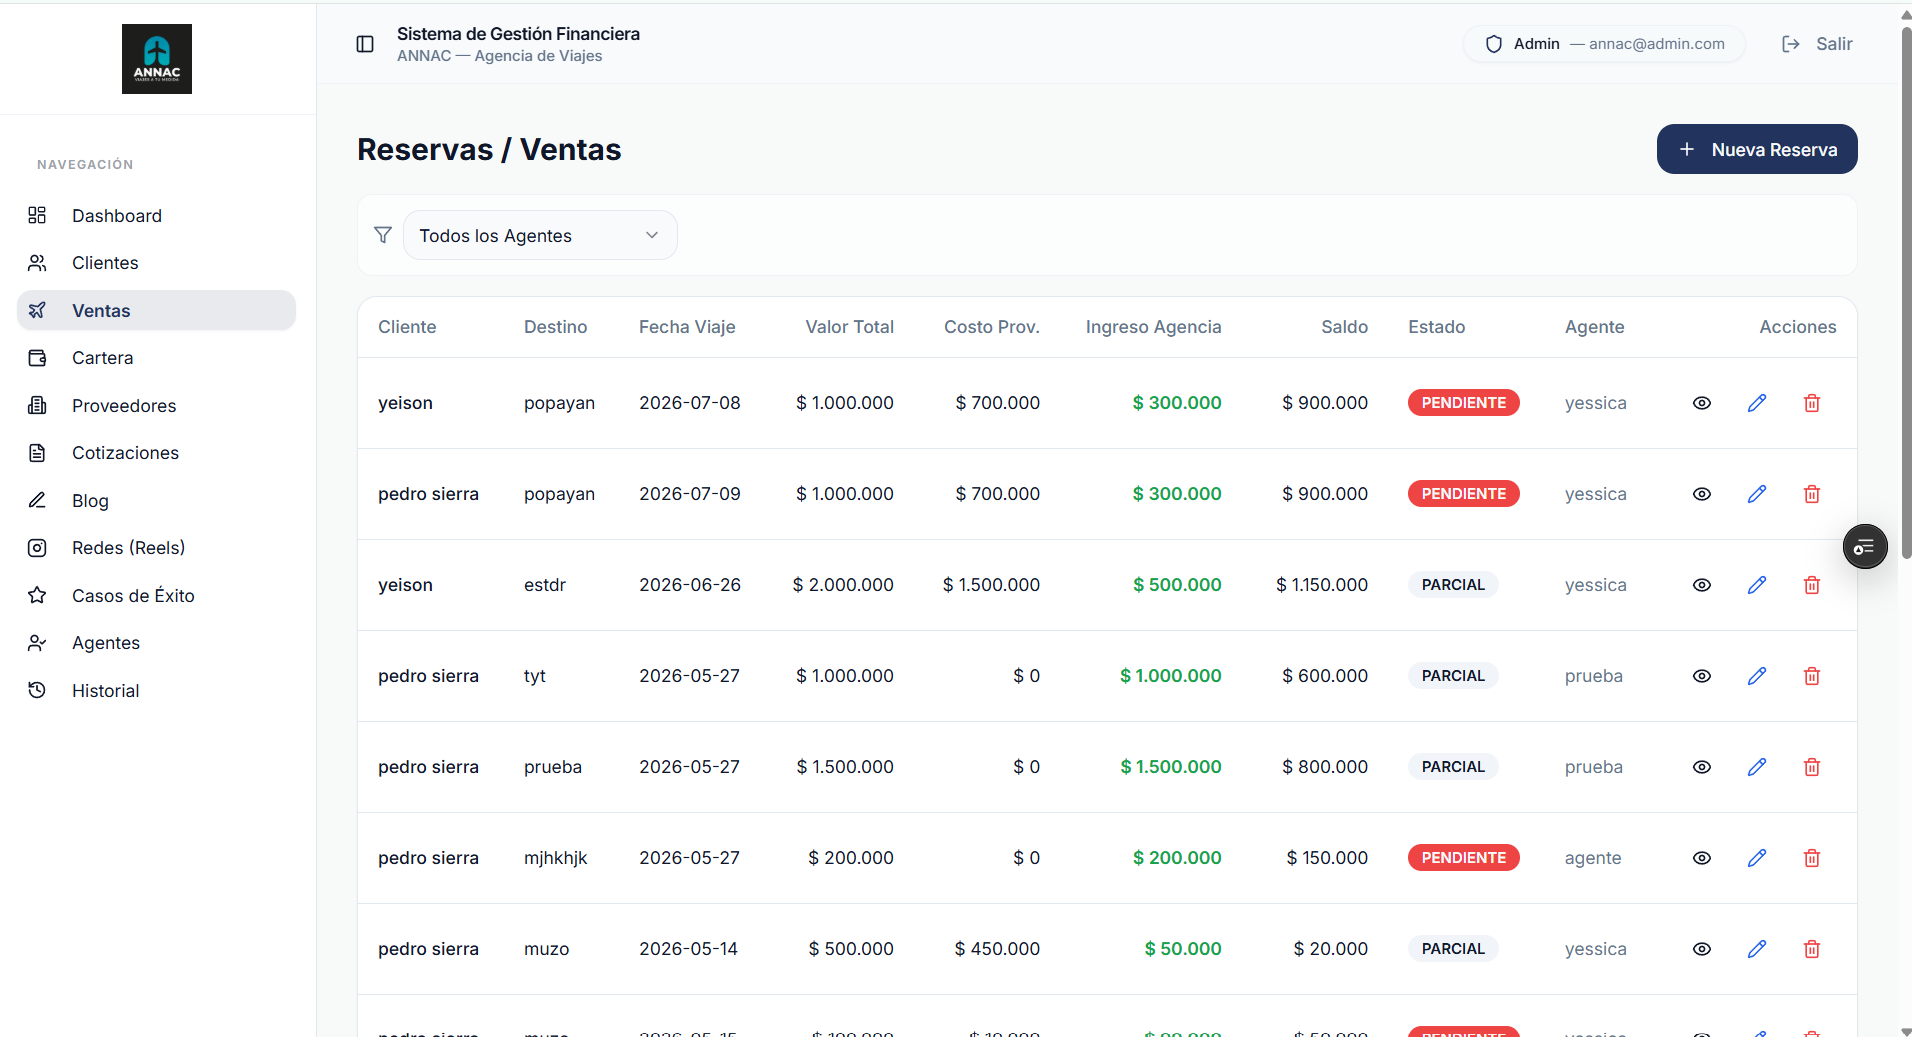 ANNAC
VIAJES A TU MEDIDA
Sistema de Gestión Financiera
ANNAC — Agencia de Viajes
Admin — annac@admin.com
Salir
NAVEGACIÓN
Dashboard
Clientes
Ventas
Cartera
Proveedores
Cotizaciones
Blog
Redes (Reels)
Casos de Éxito
Agentes
Historial
Reservas / Ventas
+ Nueva Reserva
Todos los Agentes
Cliente Destino Fecha Viaje Valor Total Costo Prov. Ingreso Agencia Saldo Estado Agente Acciones
yeison popayan 2026-07-08 $ 1.000.000 $ 700.000 $ 300.000 $ 900.000 PENDIENTE yessica
pedro sierra popayan 2026-07-09 $ 1.000.000 $ 700.000 $ 300.000 $ 900.000 PENDIENTE yessica
yeison estdr 2026-06-26 $ 2.000.000 $ 1.500.000 $ 500.000 $ 1.150.000 PARCIAL yessica
pedro sierra tyt 2026-05-27 $ 1.000.000 $ 0 $ 1.000.000 $ 600.000 PARCIAL prueba
pedro sierra prueba 2026-05-27 $ 1.500.000 $ 0 $ 1.500.000 $ 800.000 PARCIAL prueba
pedro sierra mjhkhjk 2026-05-27 $ 200.000 $ 0 $ 200.000 $ 150.000 PENDIENTE agente
pedro sierra muzo 2026-05-14 $ 500.000 $ 450.000 $ 50.000 $ 20.000 PARCIAL yessica
pedro sierra muzo PENDIENTE yessica